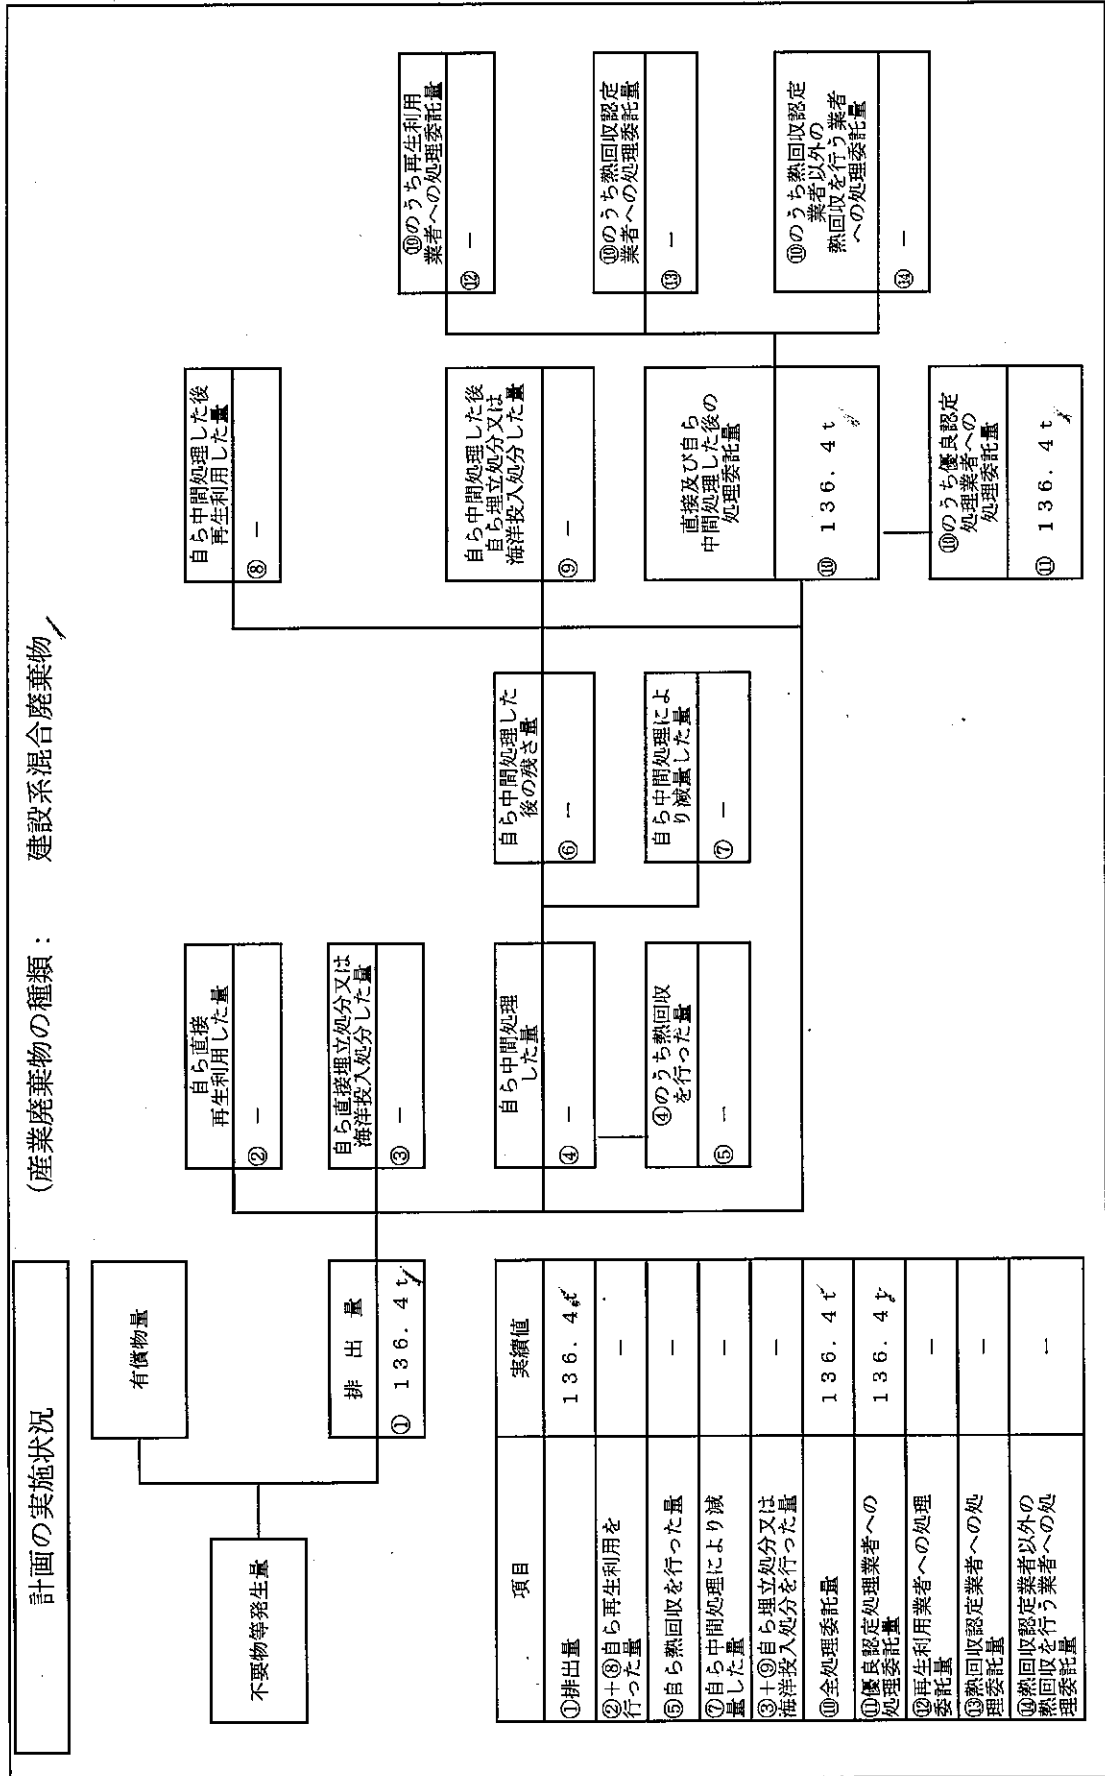 計画の実施状況
(産業廃棄物の種類：　建設系混合廃棄物
不要物等発生量
有償物量
排　出　量
① 136.4t
自ら直接
再生利用した量
② －
自ら直接埋立処分又は
海洋投入処分した量
③ －
自ら中間処理
した量
④ －
④のうち熱回収
を行った量
⑤ －
自ら中間処理した
後の残さ量
⑥ －
自ら中間処理によ
り減量した量
⑦ －
自ら中間処理した後
再生利用した量
⑧ －
自ら中間処理した後
自ら埋立処分又は
海洋投入処分した量
⑨ －
直接及び自ら
中間処理した後の
処理委託量
⑩ 136.4t
⑩のうち優良認定
処理業者への
処理委託量
⑪ 136.4t
⑩のうち再生利用
業者への処理委託量
⑫ －
⑩のうち熱回収認定
業者への処理委託量
⑬ －
⑩のうち熱回収認定
業者以外の
熱回収を行う業者
への処理委託量
⑭ －
項目　実績値
①排出量　136.4t
②+⑧自ら再生利用を
行った量　－
⑤自ら熱回収を行った量　－
⑦自ら中間処理により減
量した量　－
③+⑨自ら埋立処分又は
海洋投入処分を行った量　－
⑩全処理委託量　136.4t
⑪優良認定処理業者への
処理委託量　136.4t
⑫再生利用業者への処理
委託量　－
⑬熱回収認定業者への処
理委託量　－
⑭熱回収認定業者以外の
熱回収を行う業者への処
理委託量　－